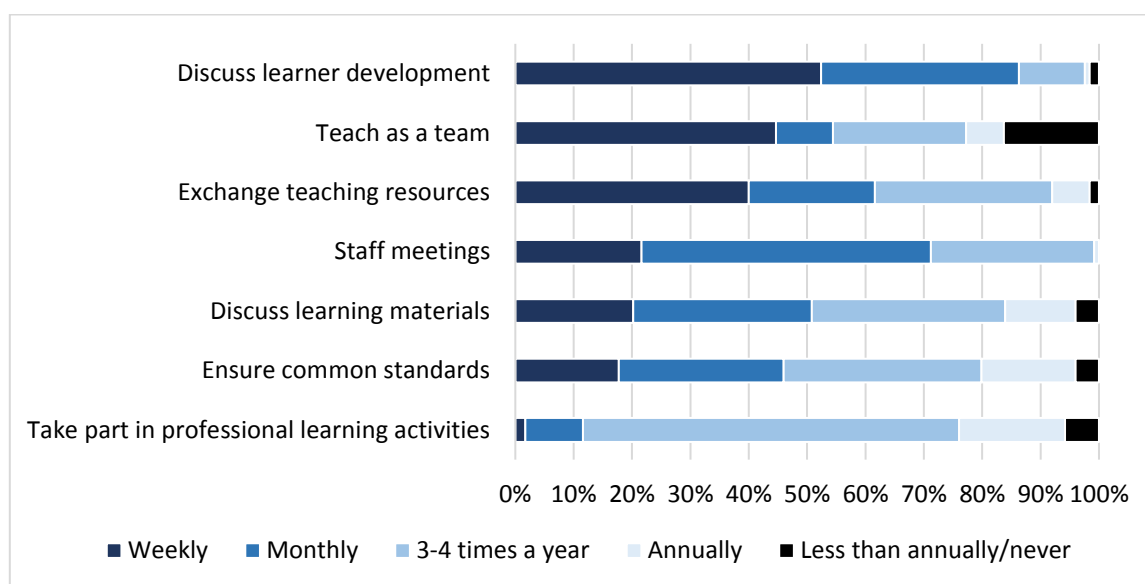 Discuss learner development
Teach as a team
Exchange teaching resources
Staff meetings
Discuss learning materials
Ensure common standards
Take part in professional learning activities
0% 10% 20% 30% 40% 50% 60% 70% 80% 90% 100%
Weekly Monthly 3-4 times a year Annually Less than annually/never